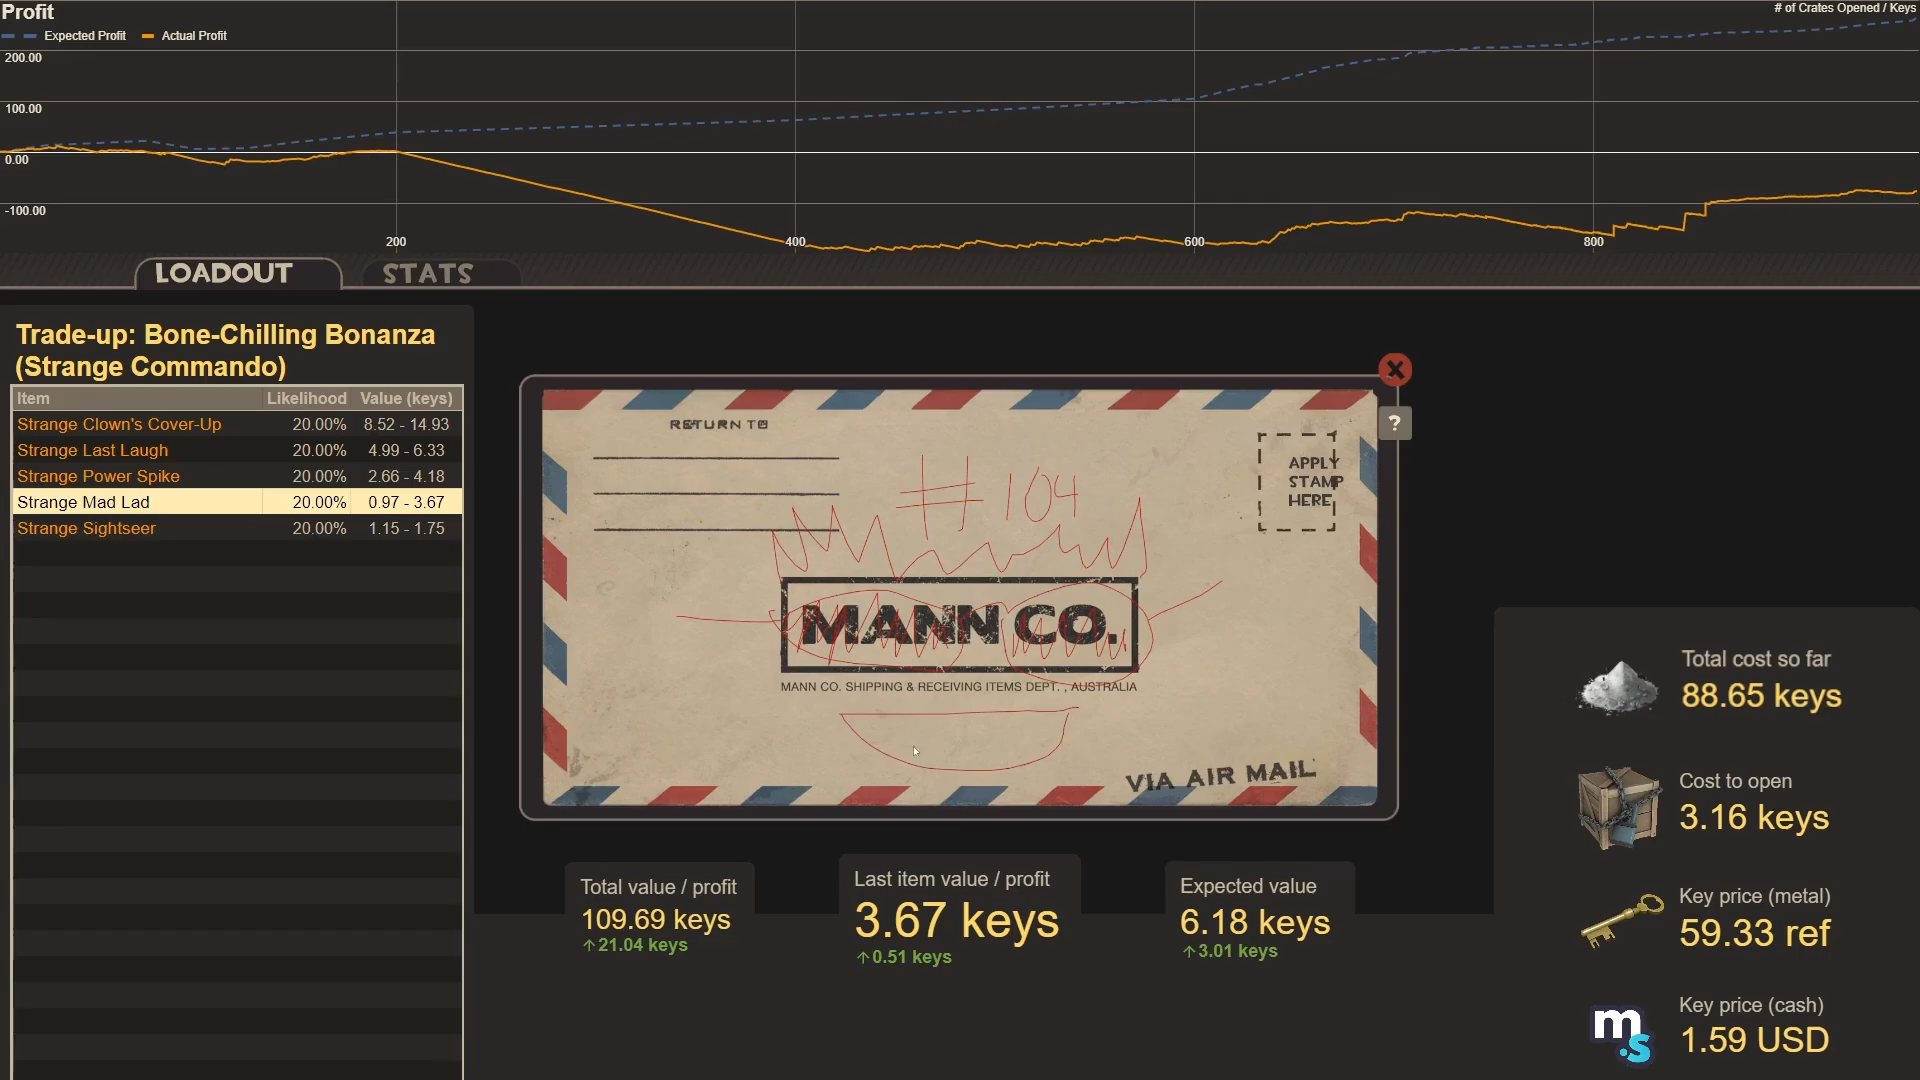 Profit
# of Crates Opened / Keys
Expected Profit Actual Profit
200.00
100.00
0.00
-100.00
200 400 600 800
LOADOUT STATS
Trade-up: Bone-Chilling Bonanza
(Strange Commando)
Item Likelihood Value (keys)
Strange Clown's Cover-Up 20.00% 8.52 - 14.93
Strange Last Laugh 20.00% 4.99 - 6.33
Strange Power Spike 20.00% 2.66 - 4.18
Strange Mad Lad 20.00% 0.97 - 3.67
Strange Sightseer 20.00% 1.15 - 1.75
X
?
RETURN TO
APPLY
STAMP
HERE
#104
MANN CO.
MANN CO. SHIPPING & RECEIVING ITEMS DEPT. , AUSTRALIA
VIA AIR MAIL
Total value / profit
109.69 keys
↑21.04 keys
Last item value / profit
3.67 keys
↑0.51 keys
Expected value
6.18 keys
↑3.01 keys
Total cost so far
88.65 keys
Cost to open
3.16 keys
Key price (metal)
59.33 ref
Key price (cash)
1.59 USD
m.s